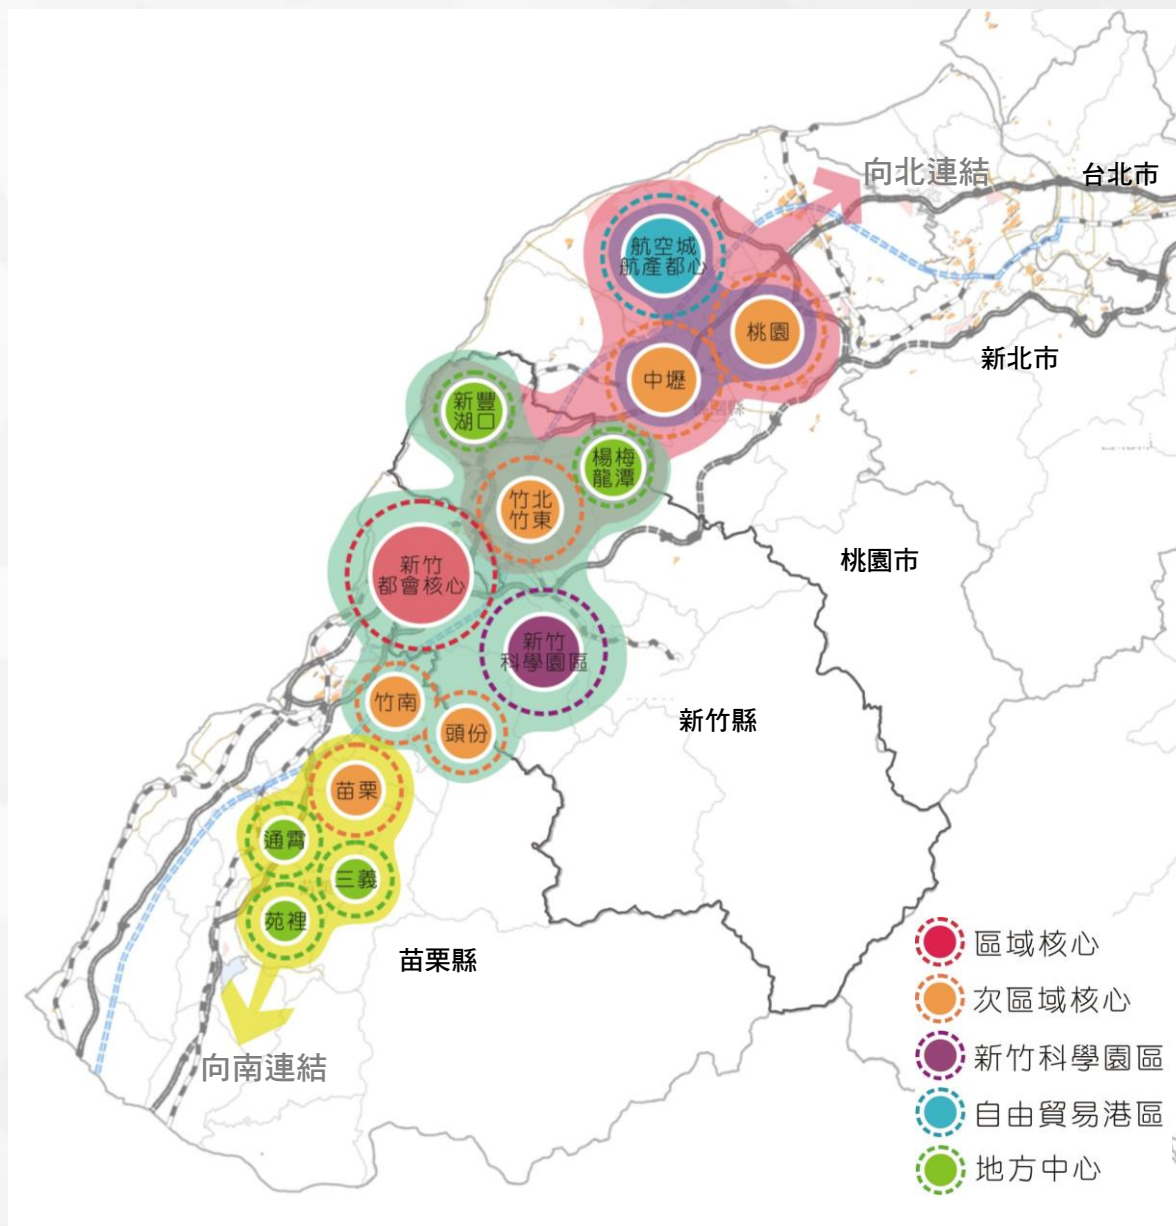 向北連結
台北市
航空城
航產都心
桃園
新北市
中壢
新豐
湖口
楊梅
龍潭
竹北
竹東
桃園市
新竹
都會核心
新竹
科學園區
竹南
新竹縣
頭份
苗栗
通霄
三義
苑裡
苗栗縣
向南連結
區域核心
次區域核心
新竹科學園區
自由貿易港區
地方中心